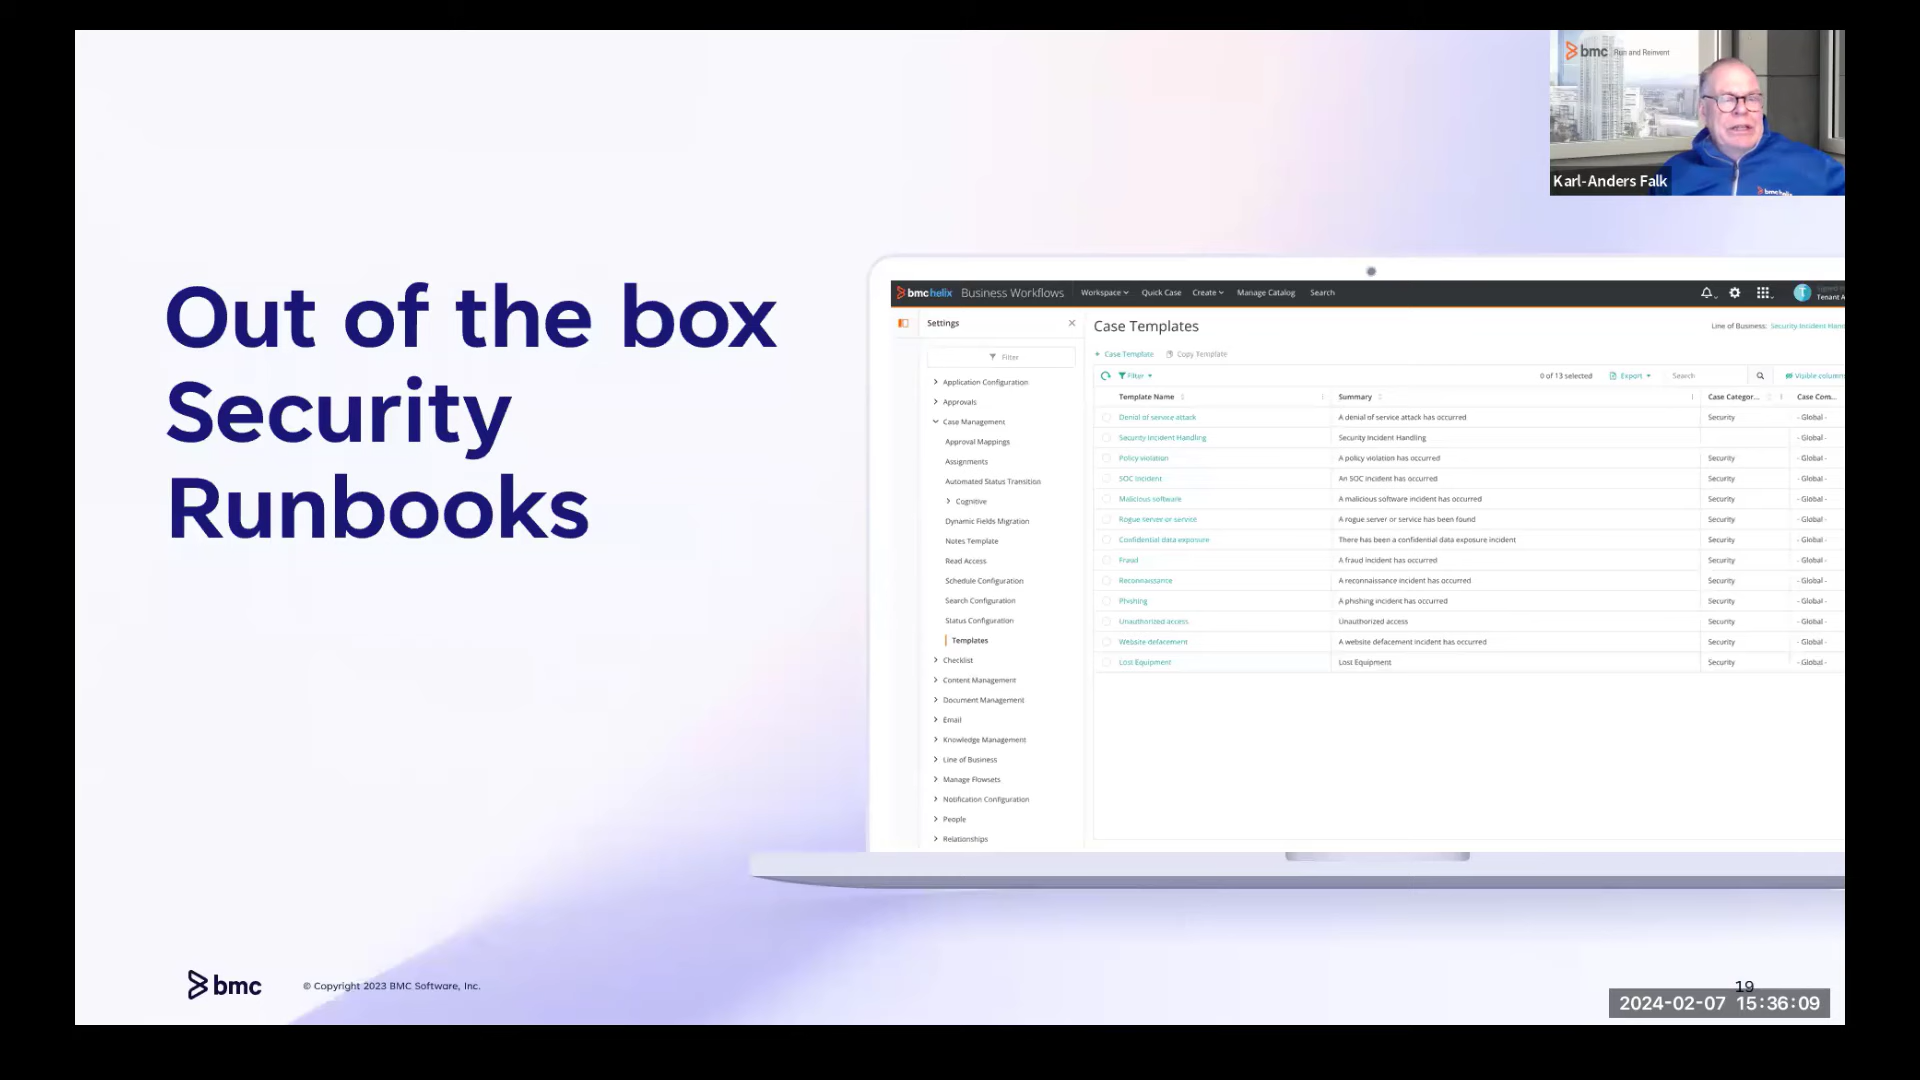 bmc Run and Reinvent
Karl-Anders Falk
Out of the box
Security
Runbooks
bmchelix Business Workflows Workspace Quick Case Create Manage Catalog Search
Tenant A
Settings
Filter
Application Configuration
Approvals
Case Management
Approval Mappings
Assignments
Automated Status Transition
Cognitive
Dynamic Fields Migration
Notes Template
Read Access
Schedule Configuration
Search Configuration
Status Configuration
Templates
Checklist
Content Management
Document Management
Email
Knowledge Management
Line of Business
Manage Flowsets
Notification Configuration
People
Relationships
Case Templates
Line of Business: Security Incident Han
+ Case Template Copy Template
Filter 0 of 13 selected Export Search Visible column
Template Name Summary Case Categor... Case Com...
Denial of service attack A denial of service attack has occurred Security - Global -
Security Incident Handling Security Incident Handling - Global -
Policy violation A policy violation has occurred Security - Global -
SOC Incident An SOC incident has occurred Security - Global -
Malicious software A malicious software incident has occurred Security - Global -
Rogue server or service A rogue server or service has been found Security - Global -
Confidential data exposure There has been a confidential data exposure incident Security - Global -
Fraud A fraud incident has occurred Security - Global -
Reconnaissance A reconnaissance incident has occurred Security - Global -
Phishing A phishing incident has occurred Security - Global -
Unauthorized access Unauthorized access Security - Global -
Website defacement A website defacement incident has occurred Security - Global -
Lost Equipment Lost Equipment Security - Global -
bmc © Copyright 2023 BMC Software, Inc.
19
2024-02-07 15:36:09